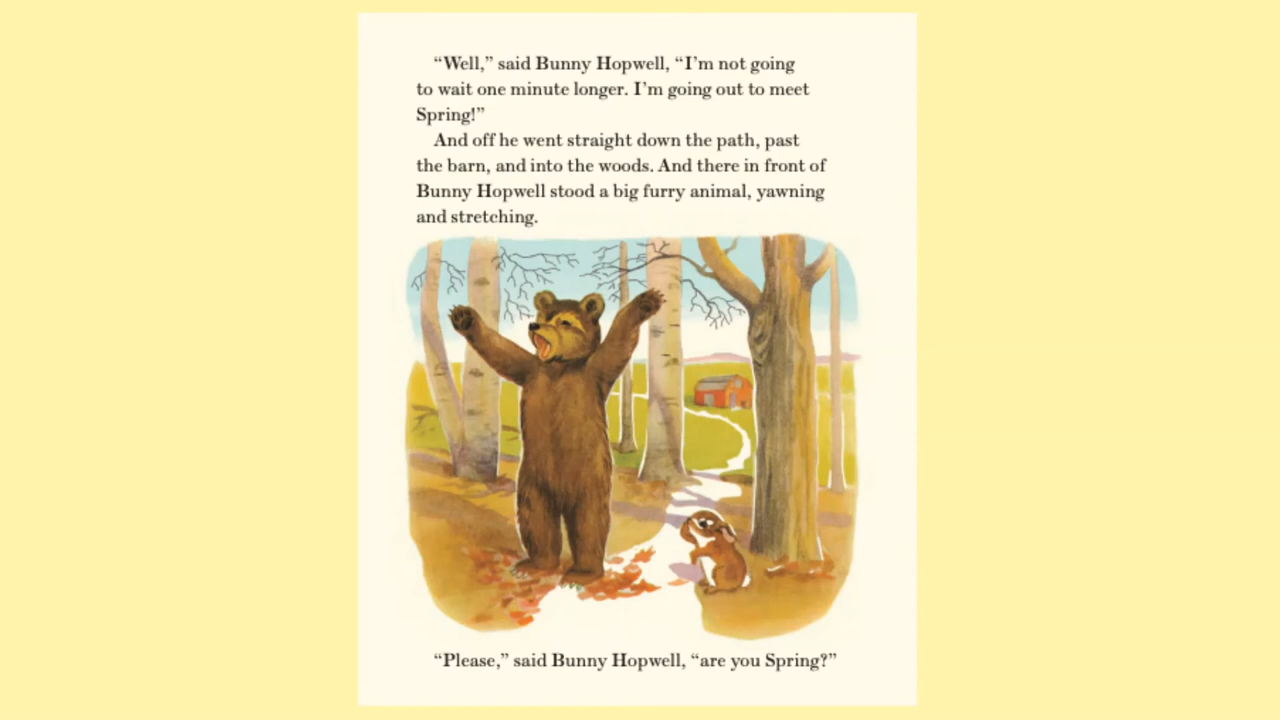 “Well,” said Bunny Hopwell, “I’m not going
to wait one minute longer. I’m going out to meet
Spring!”
And off he went straight down the path, past
the barn, and into the woods. And there in front of
Bunny Hopwell stood a big furry animal, yawning
and stretching.
“Please,” said Bunny Hopwell, “are you Spring?”